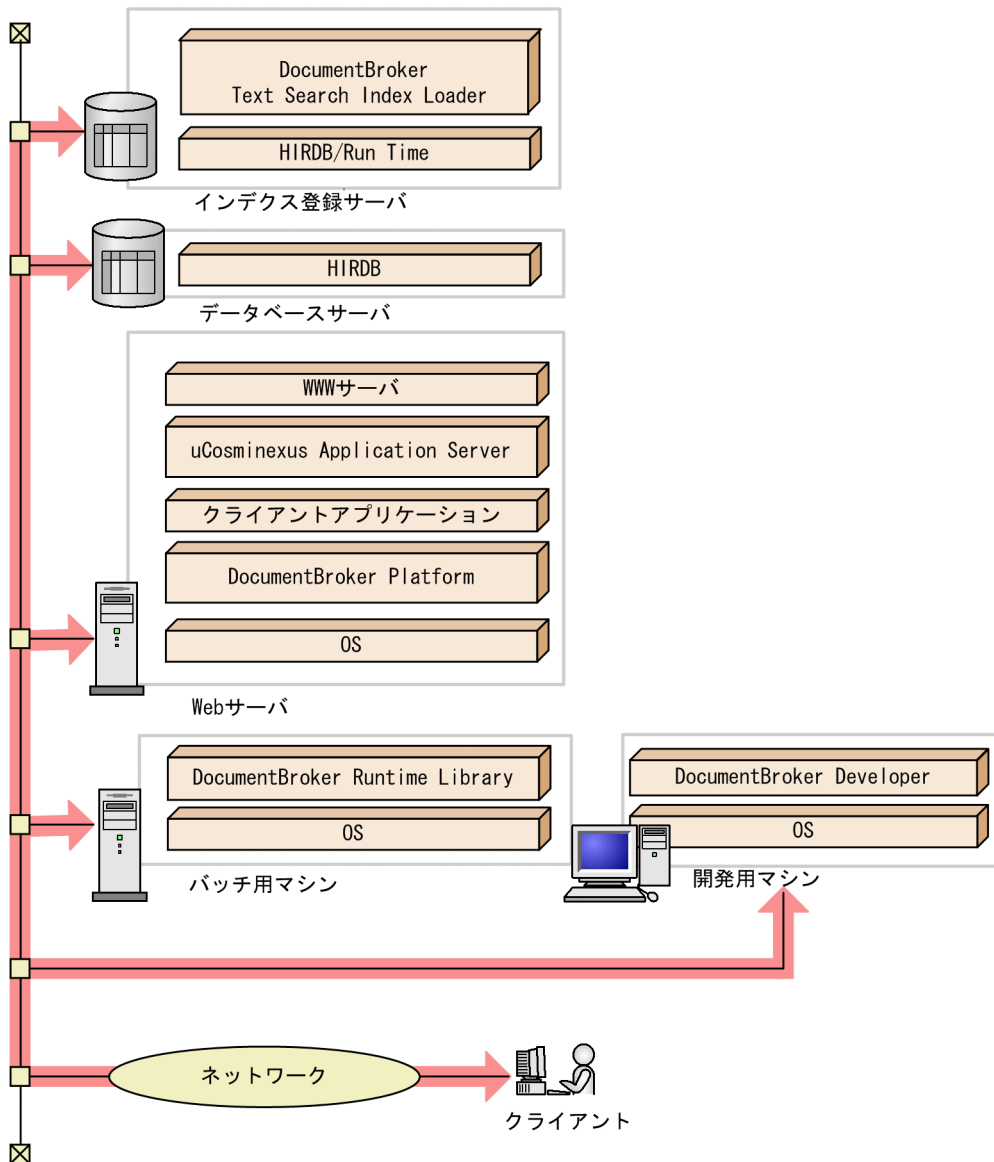 DocumentBroker
Text Search Index Loader
HIRDB/Run Time
インデクス登録サーバ
HIRDB
データベースサーバ
WWWサーバ
uCosminexus Application Server
クライアントアプリケーション
DocumentBroker Platform
OS
Webサーバ
DocumentBroker Runtime Library
OS
バッチ用マシン
DocumentBroker Developer
OS
開発用マシン
ネットワーク
クライアント